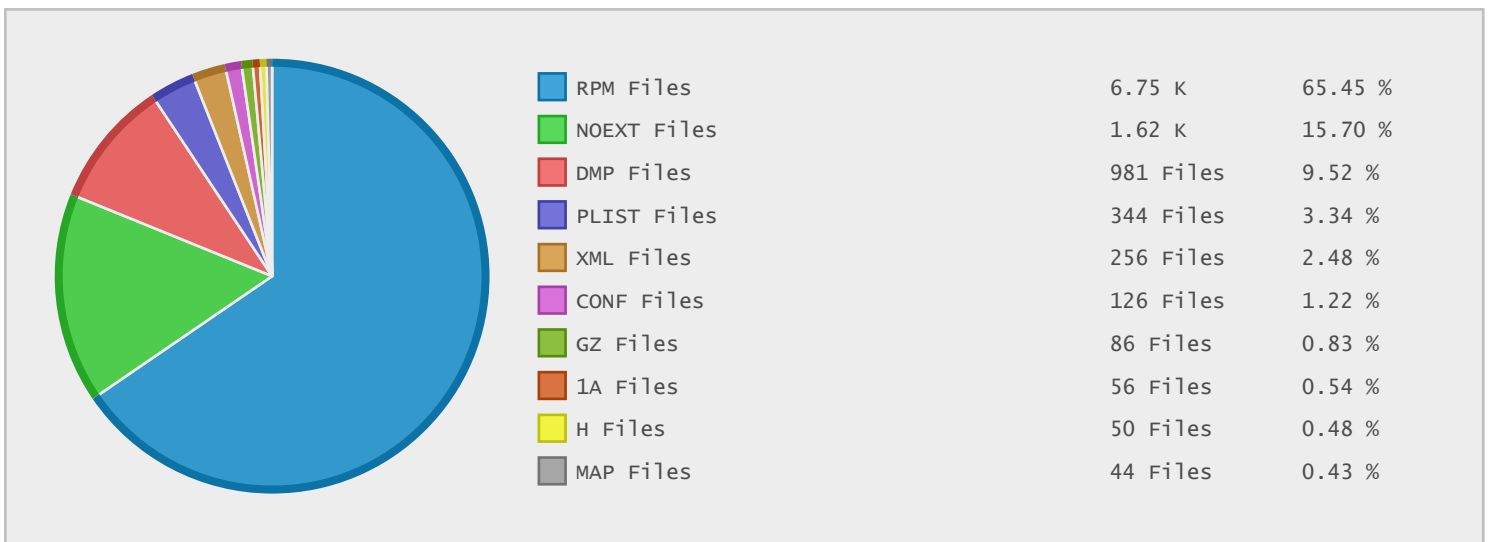 RPM Files 6.75 K 65.45 %
NOEXT Files 1.62 K 15.70 %
DMP Files 981 Files 9.52 %
PLIST Files 344 Files 3.34 %
XML Files 256 Files 2.48 %
CONF Files 126 Files 1.22 %
GZ Files 86 Files 0.83 %
1A Files 56 Files 0.54 %
H Files 50 Files 0.48 %
MAP Files 44 Files 0.43 %